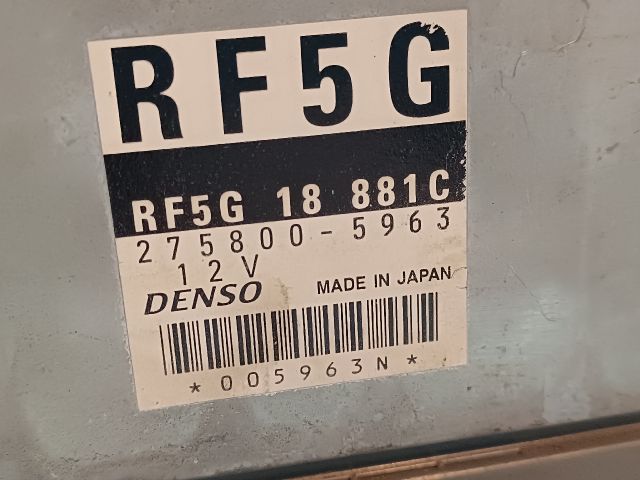 RF5G
RF5G 18 881C
275800-5963
12V
DENSO MADE IN JAPAN
*005963N*